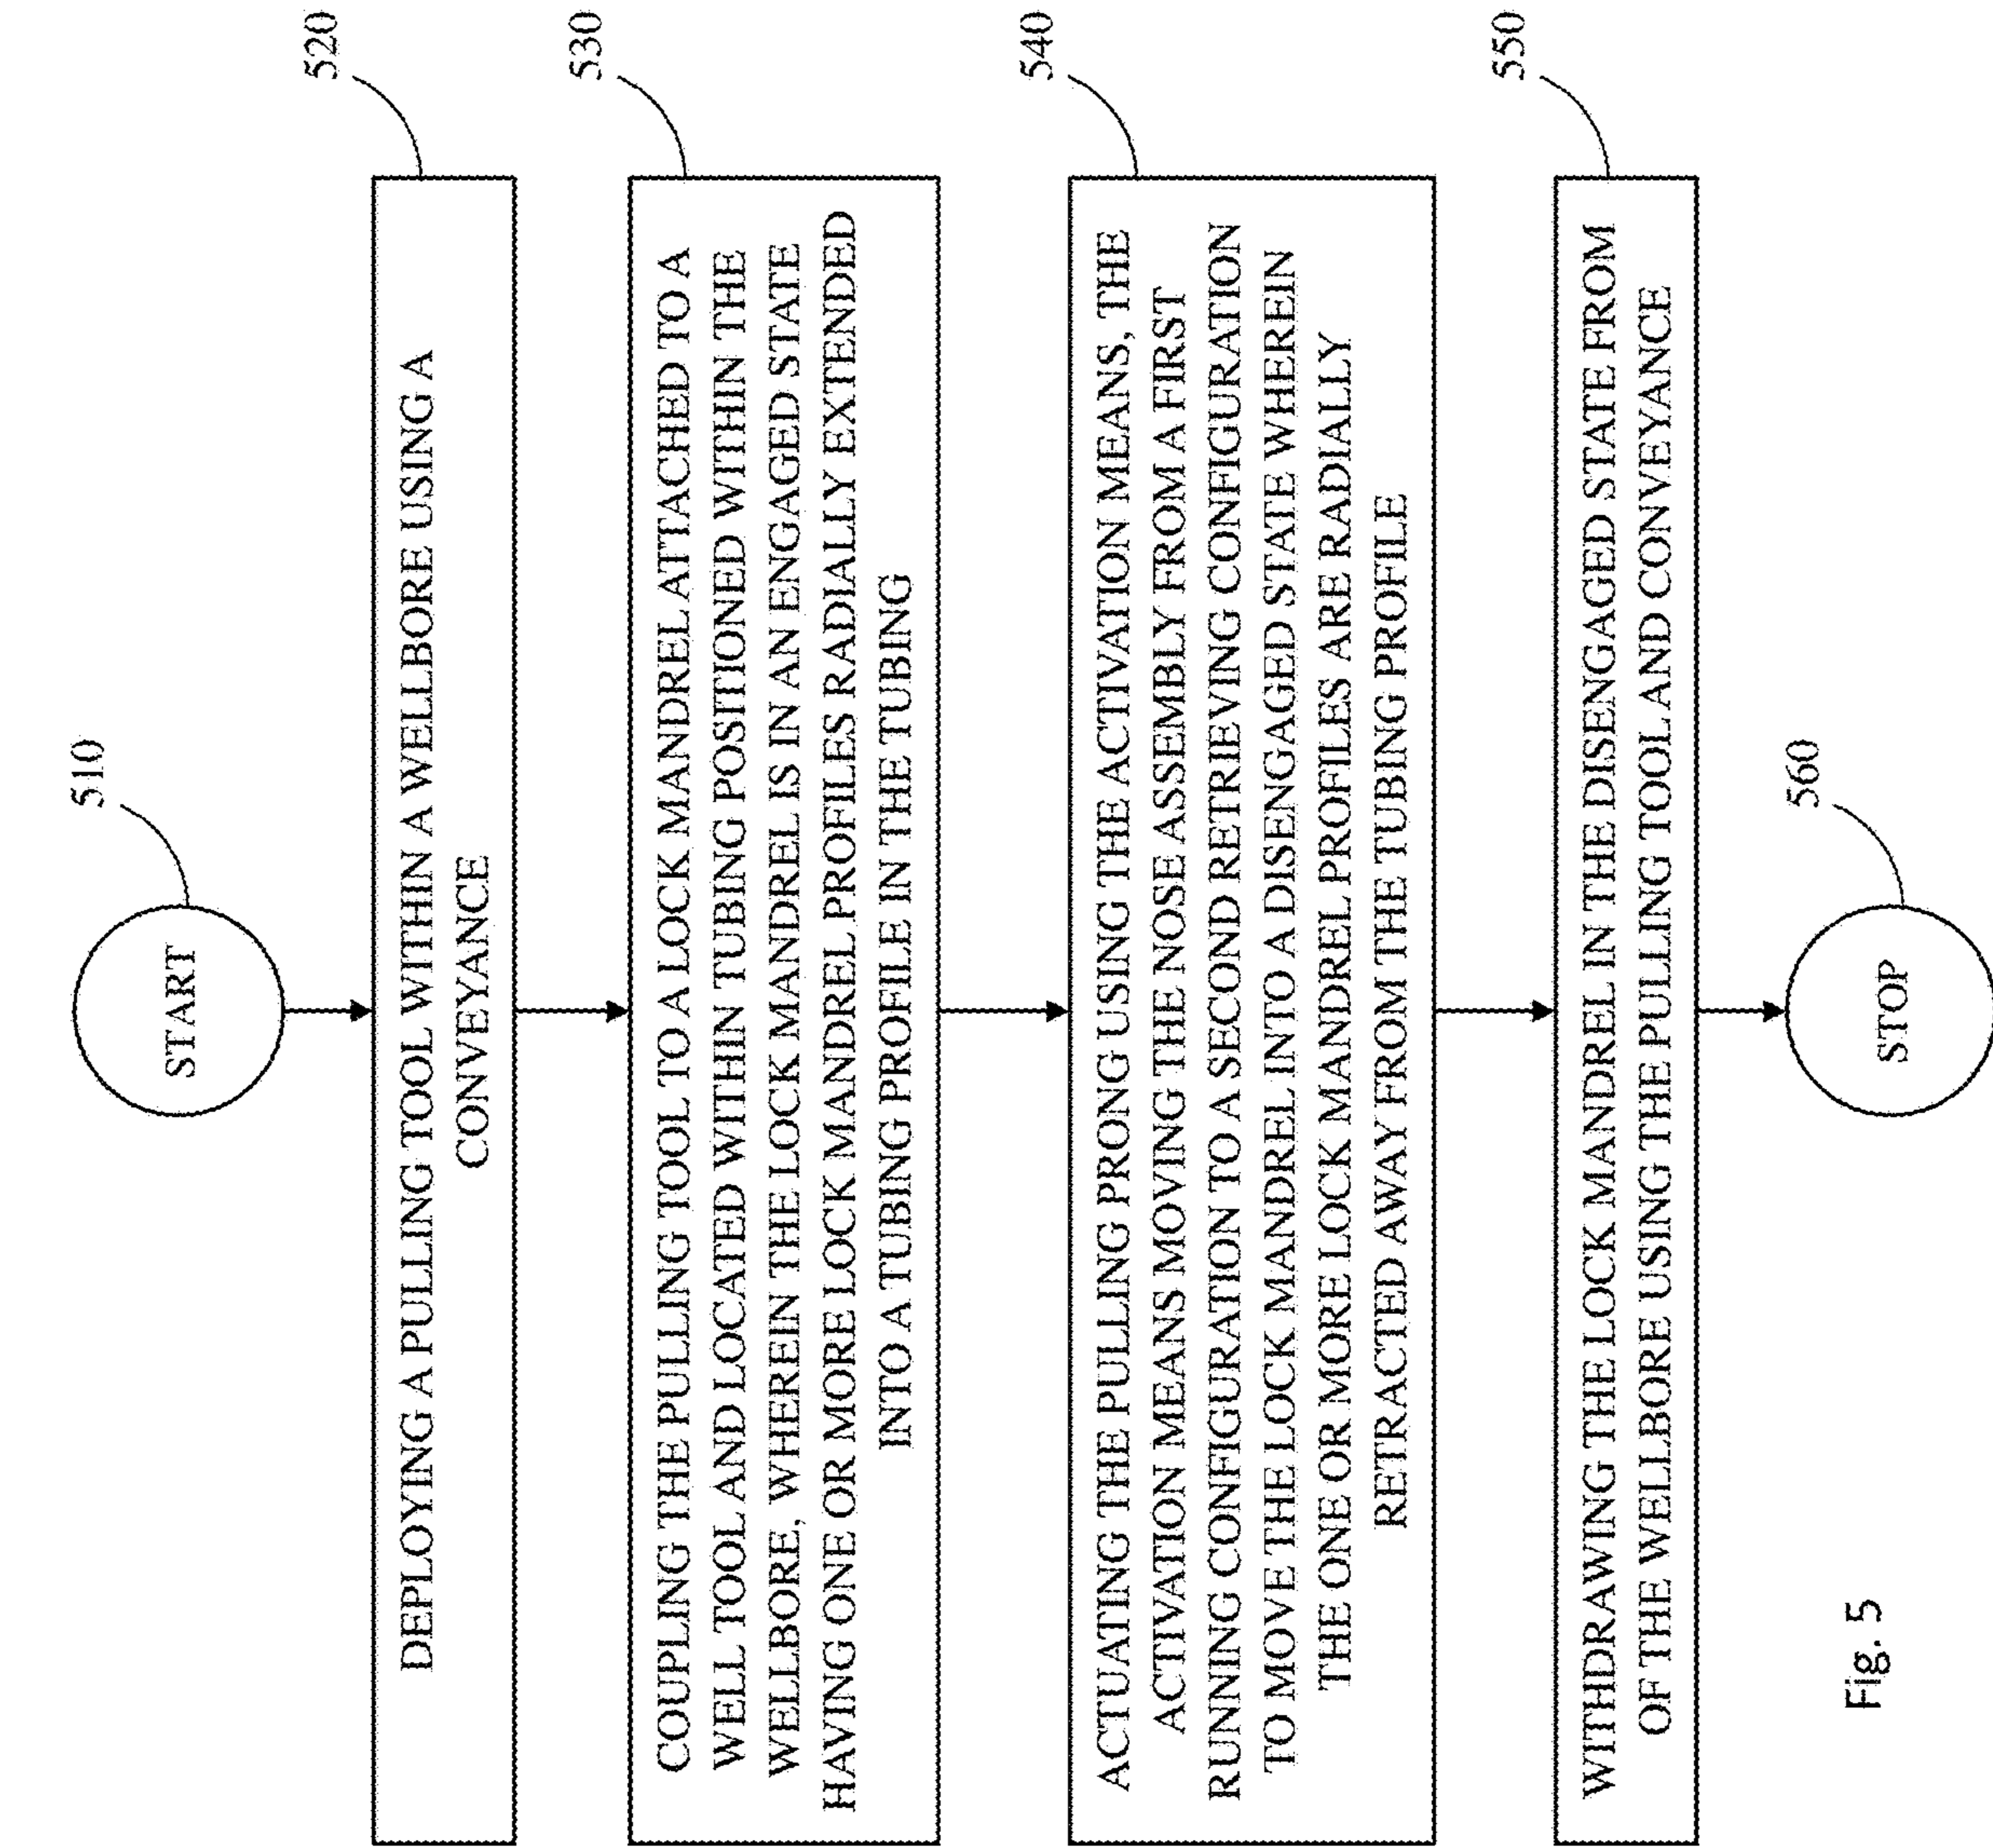 510
START
520
DEPLOYING A PULLING TOOL WITHIN A WELLBORE USING A
CONVEYANCE
530
COUPLING THE PULLING TOOL TO A LOCK MANDREL ATTACHED TO A
WELL TOOL AND LOCATED WITHIN TUBING POSITIONED WITHIN THE
WELLBORE, WHEREIN THE LOCK MANDREL IS IN AN ENGAGED STATE
HAVING ONE OR MORE LOCK MANDREL PROFILES RADIALLY EXTENDED
INTO A TUBING PROFILE IN THE TUBING
540
ACTUATING THE PULLING PRONG USING THE ACTIVATION MEANS, THE
ACTIVATION MEANS MOVING THE NOSE ASSEMBLY FROM A FIRST
RUNNING CONFIGURATION TO A SECOND RETRIEVING CONFIGURATION
TO MOVE THE LOCK MANDREL INTO A DISENGAGED STATE WHEREIN
THE ONE OR MORE LOCK MANDREL PROFILES ARE RADIALLY
RETRACTED AWAY FROM THE TUBING PROFILE
550
WITHDRAWING THE LOCK MANDREL IN THE DISENGAGED STATE FROM
OF THE WELLBORE USING THE PULLING TOOL AND CONVEYANCE
560
STOP
Fig. 5